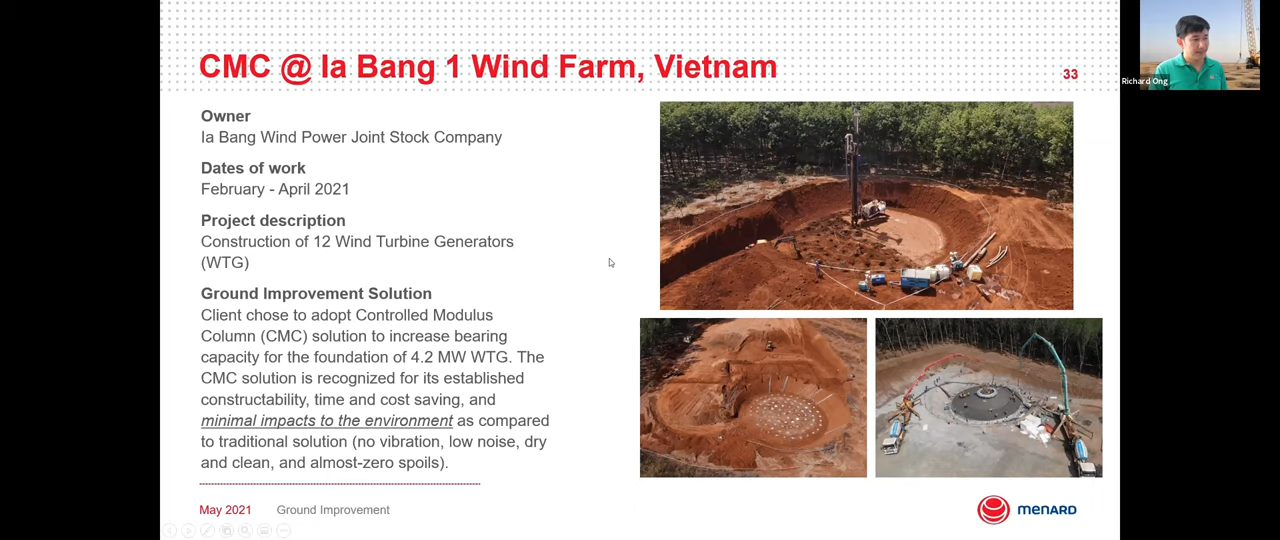 CMC @ Ia Bang 1 Wind Farm, Vietnam
33
Richard Ong
Owner
Ia Bang Wind Power Joint Stock Company
Dates of work
February - April 2021
Project description
Construction of 12 Wind Turbine Generators
(WTG)
Ground Improvement Solution
Client chose to adopt Controlled Modulus
Column (CMC) solution to increase bearing
capacity for the foundation of 4.2 MW WTG. The
CMC solution is recognized for its established
constructability, time and cost saving, and
minimal impacts to the environment as compared
to traditional solution (no vibration, low noise, dry
and clean, and almost-zero spoils).
May 2021
Ground Improvement
MENARD